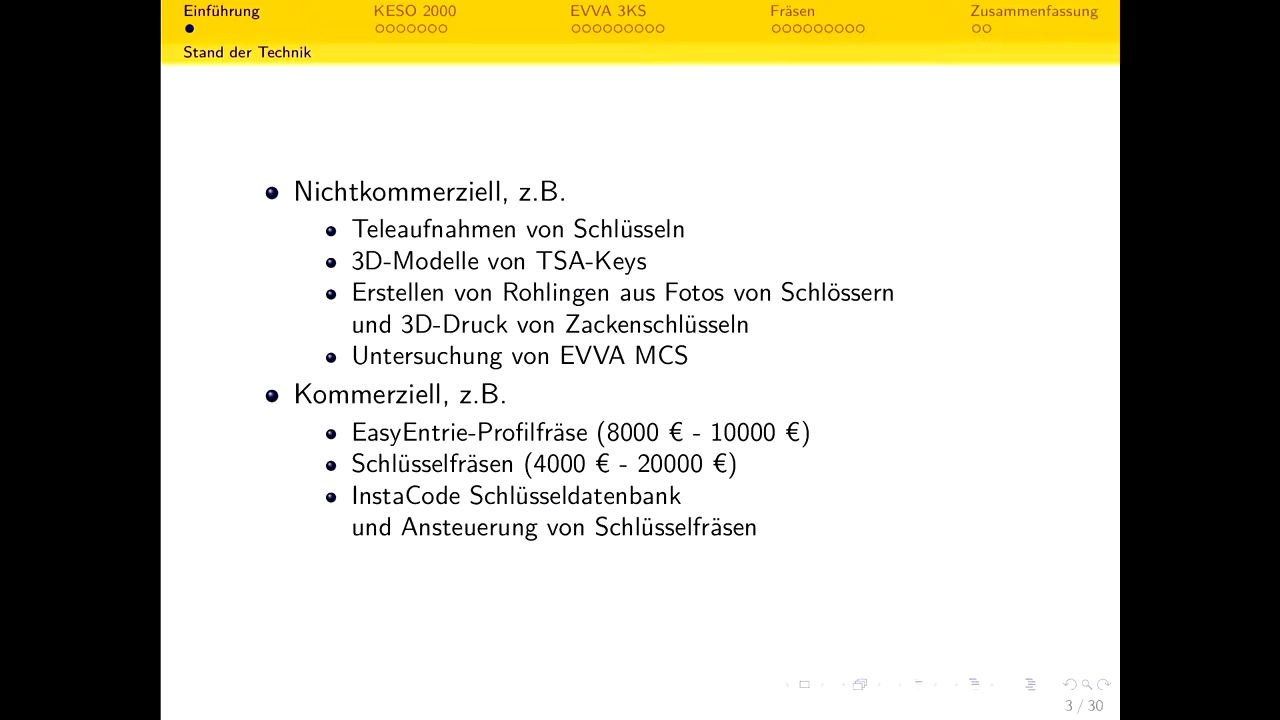 Einführung
KESO 2000
EVVA 3KS
Fräsen
Zusammenfassung
Stand der Technik
Nichtkommerziell, z.B.
Teleaufnahmen von Schlüsseln
3D-Modelle von TSA-Keys
Erstellen von Rohlingen aus Fotos von Schlössern
und 3D-Druck von Zackenschlüsseln
Untersuchung von EVVA MCS
Kommerziell, z.B.
EasyEntrie-Profilfräse (8000 € - 10000 €)
Schlüsselfräsen (4000 € - 20000 €)
InstaCode Schlüsseldatenbank
und Ansteuerung von Schlüsselfräsen
3 / 30